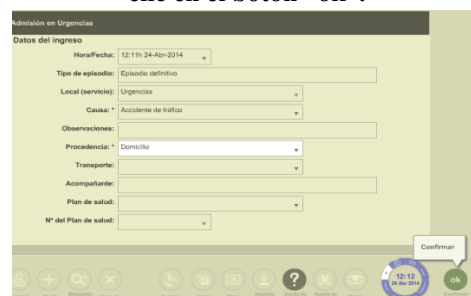 clic en el botón "ok".
Admisión en Urgencias
Datos del ingreso
Hora/Fecha: 12:11h 24-Abr-2014
Tipo de episodio: Episodio definitivo
Local (servicio): Urgencias
Causa: * Accidente de tráfico
Observaciones:
Procedencia: * Domicilio
Transporte:
Acompañante:
Plan de salud:
Nº del Plan de salud:
Confirmar
12:12
24 Abr 2014
ok